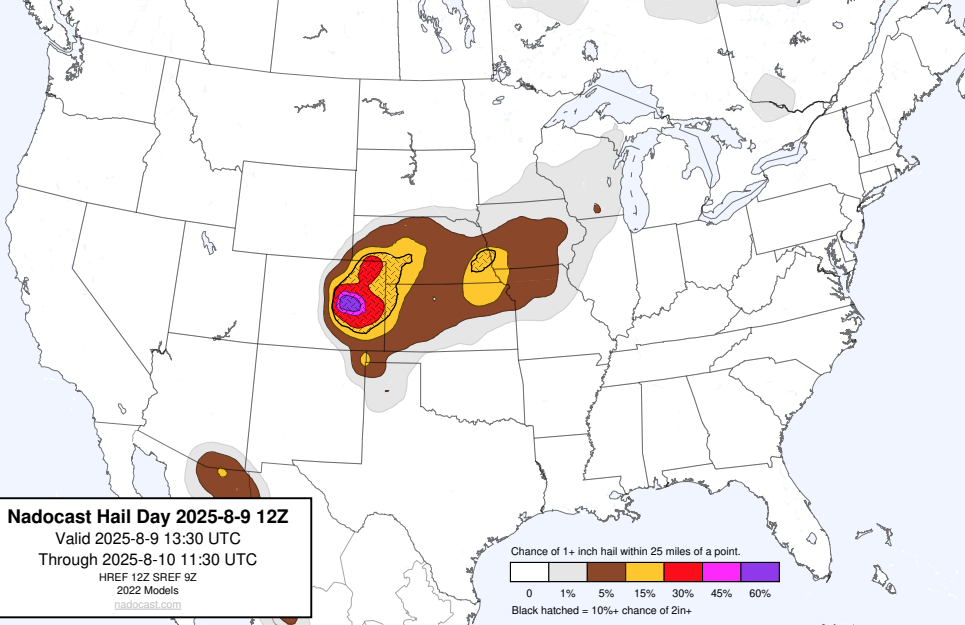 Nadocast Hail Day 2025-8-9 12Z
Valid 2025-8-9 13:30 UTC
Through 2025-8-10 11:30 UTC
HREF 12Z SREF 9Z
2022 Models
nadocast.com
Chance of 1+ inch hail within 25 miles of a point.
0 1% 5% 15% 30% 45% 60%
Black hatched = 10%+ chance of 2in+